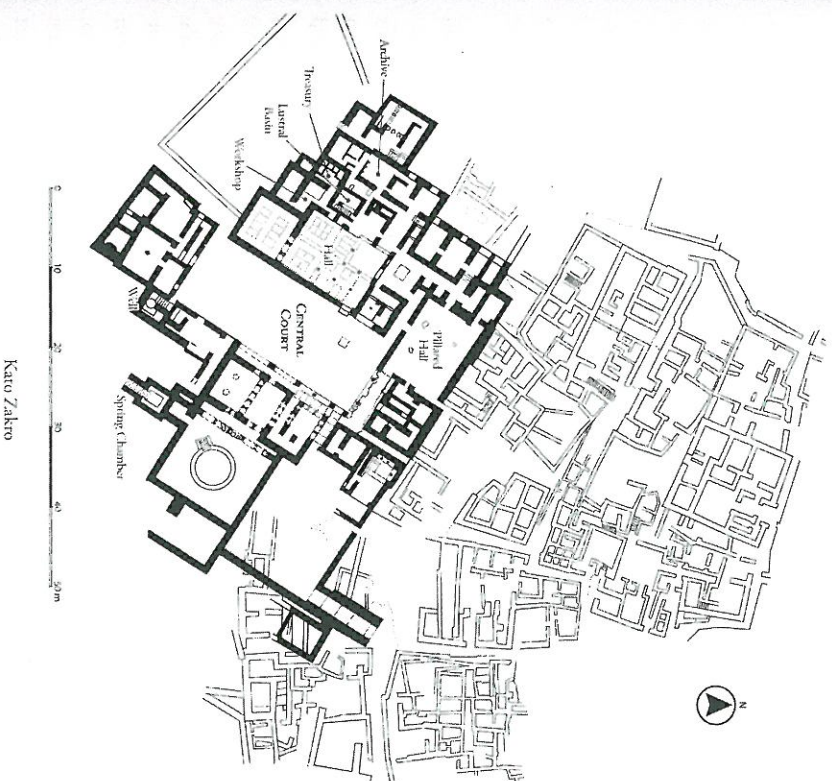 N
Archive
Treasury
Lustral
Basin
Workshop
Hall
Pillared
Hall
CENTRAL
COURT
Well
Spring Chamber
0
10
20
30
40
50m
Kato Zakro